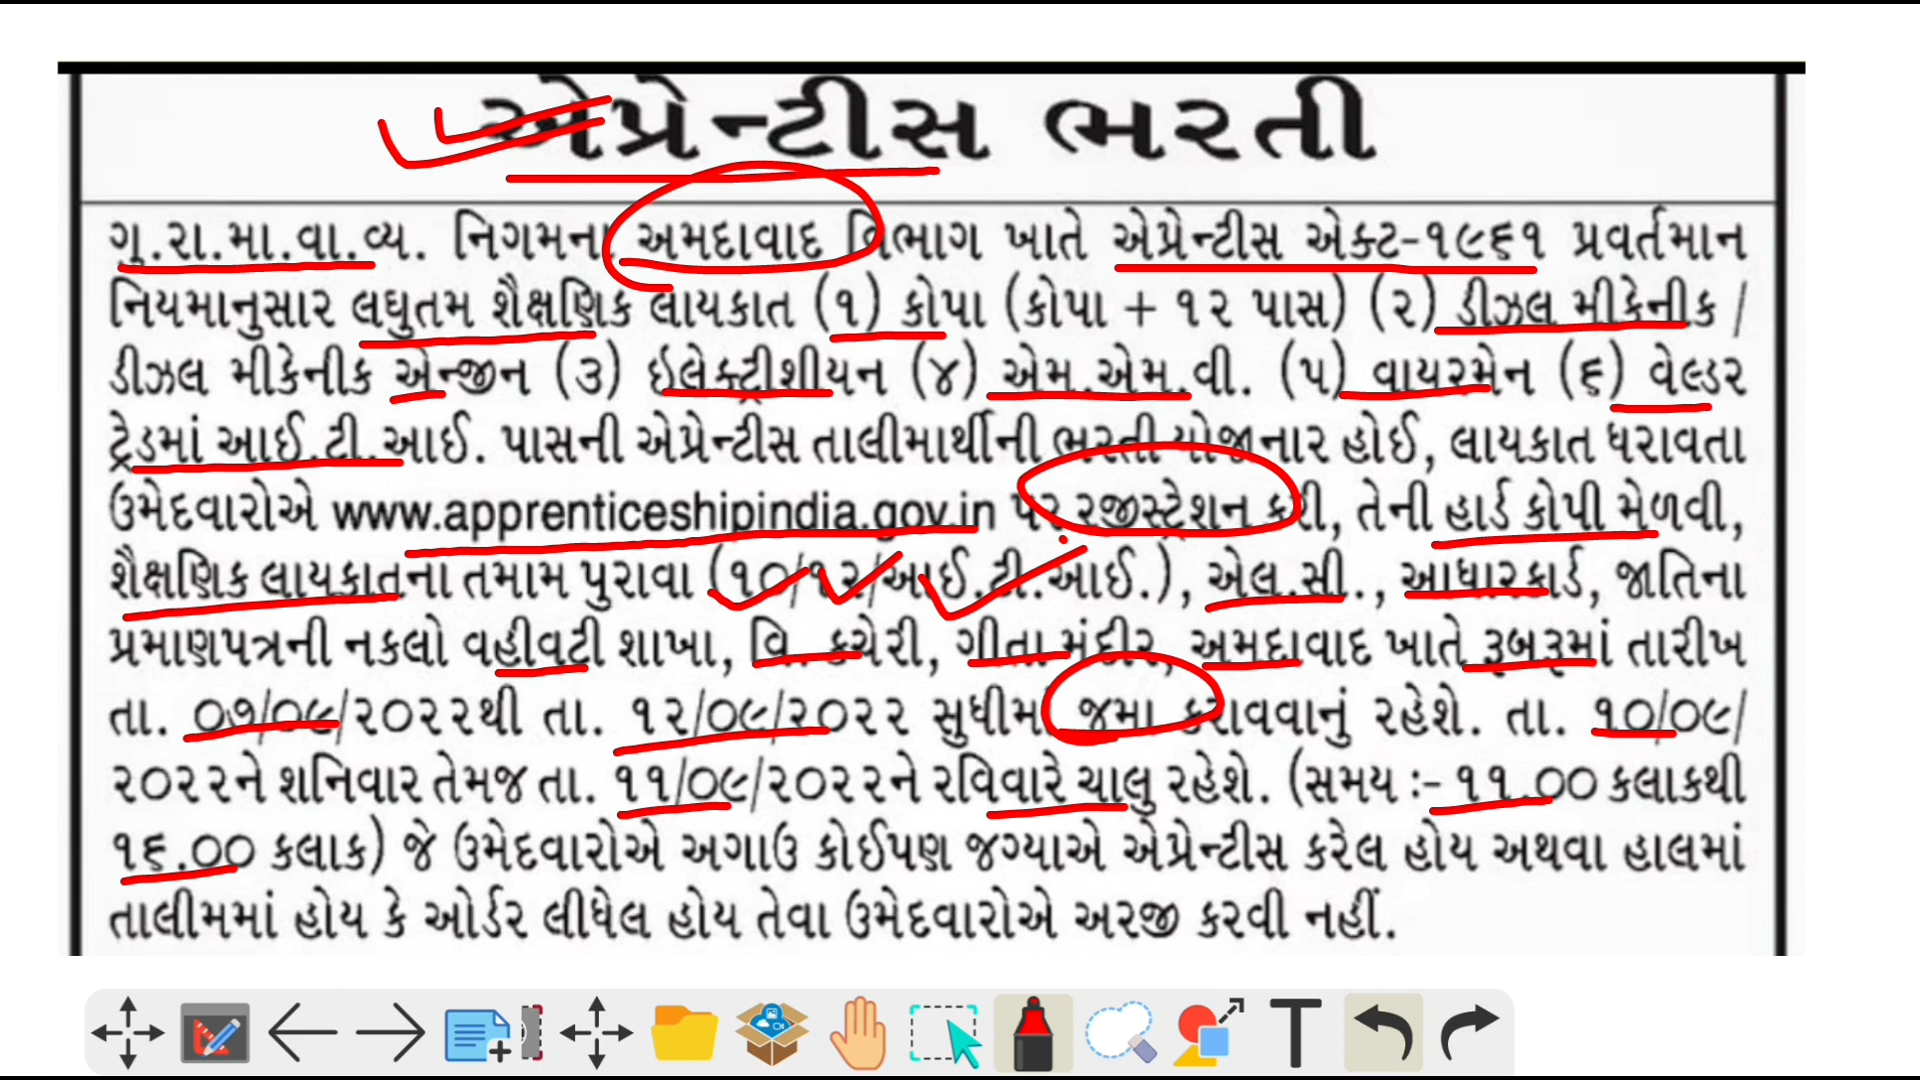 એપ્રેન્ટીસ ભરતી
ગુ.રા.મા.વા.વ્ય. નિગમના અમદાવાદ વિભાગ ખાતે એપ્રેન્ટીસ એક્ટ-૧૯૬૧ પ્રવર્તમાન
નિયમાનુસાર લઘુતમ શૈક્ષણિક લાયકાત (૧) કોપા (કોપા + ૧૨ પાસ) (૨) ડીઝલ મીકેનીક /
ડીઝલ મીકેનીક એન્જીન (૩) ઇલેક્ટ્રીશીયન (૪) એમ.એમ.વી. (૫) વાયરમેન (૬) વેલ્ડર
ટ્રેડમાં આઈ.ટી.આઈ. પાસની એપ્રેન્ટીસ તાલીમાર્થીની ભરતી યોજનાર હોઈ, લાયકાત ધરાવતા
ઉમેદવારોએ www.apprenticeshipindia.gov.in પર રજીસ્ટ્રેશન કરી, તેની હાર્ડ કોપી મેળવી,
શૈક્ષણિક લાયકાતના તમામ પુરાવા (૧૦/૧૨/આઈ.ટી.આઈ.), એલ.સી., આધારકાર્ડ, જાતિના
પ્રમાણપત્રની નકલો વહીવટી શાખા, વિ. કચેરી, ગીતા મંદીર, અમદાવાદ ખાતે રૂબરૂમાં તારીખ
તા. ૦૭/૦૯/૨૦૨૨થી તા. ૧૨/૦૯/૨૦૨૨ સુધીમાં જમા કરાવવાનું રહેશે. તા. ૧૦/૦૯/
૨૦૨૨ને શનિવાર તેમજ તા. ૧૧/૦૯/૨૦૨૨ને રવિવારે ચાલુ રહેશે. (સમય :- ૧૧.૦૦ કલાકથી
૧૬.૦૦ કલાક) જે ઉમેદવારોએ અગાઉ કોઈપણ જગ્યાએ એપ્રેન્ટીસ કરેલ હોય અથવા હાલમાં
તાલીમમાં હોય કે ઓર્ડર લીધેલ હોય તેવા ઉમેદવારોએ અરજી કરવી નહીં.